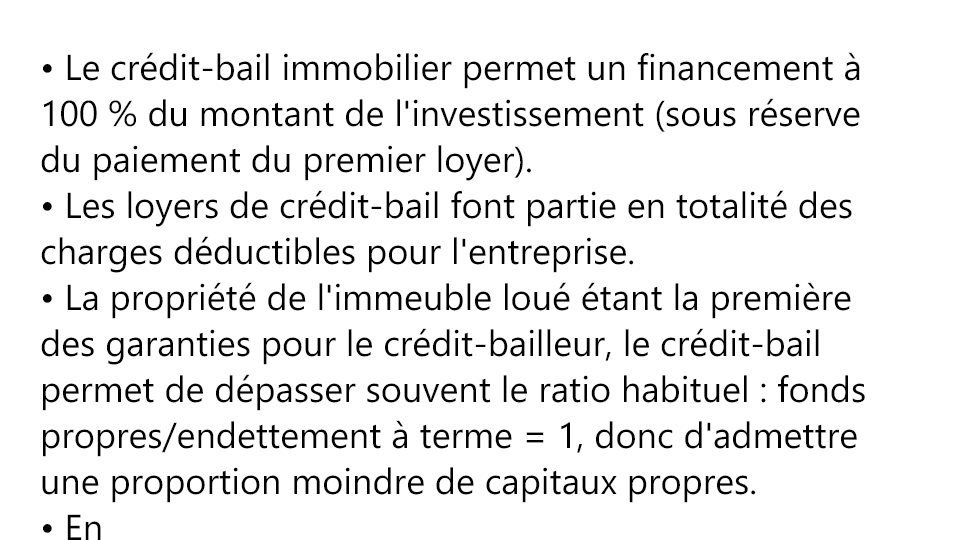 • Le crédit-bail immobilier permet un financement à
100 % du montant de l'investissement (sous réserve
du paiement du premier loyer).
• Les loyers de crédit-bail font partie en totalité des
charges déductibles pour l'entreprise.
• La propriété de l'immeuble loué étant la première
des garanties pour le crédit-bailleur, le crédit-bail
permet de dépasser souvent le ratio habituel : fonds
propres/endettement à terme = 1, donc d'admettre
une proportion moindre de capitaux propres.
• En